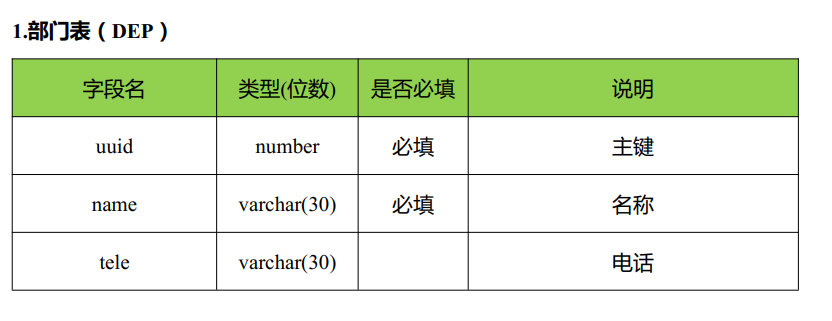 1.部门表（DEP）
字段名 类型(位数) 是否必填 说明
uuid number 必填 主键
name varchar(30) 必填 名称
tele varchar(30) 电话